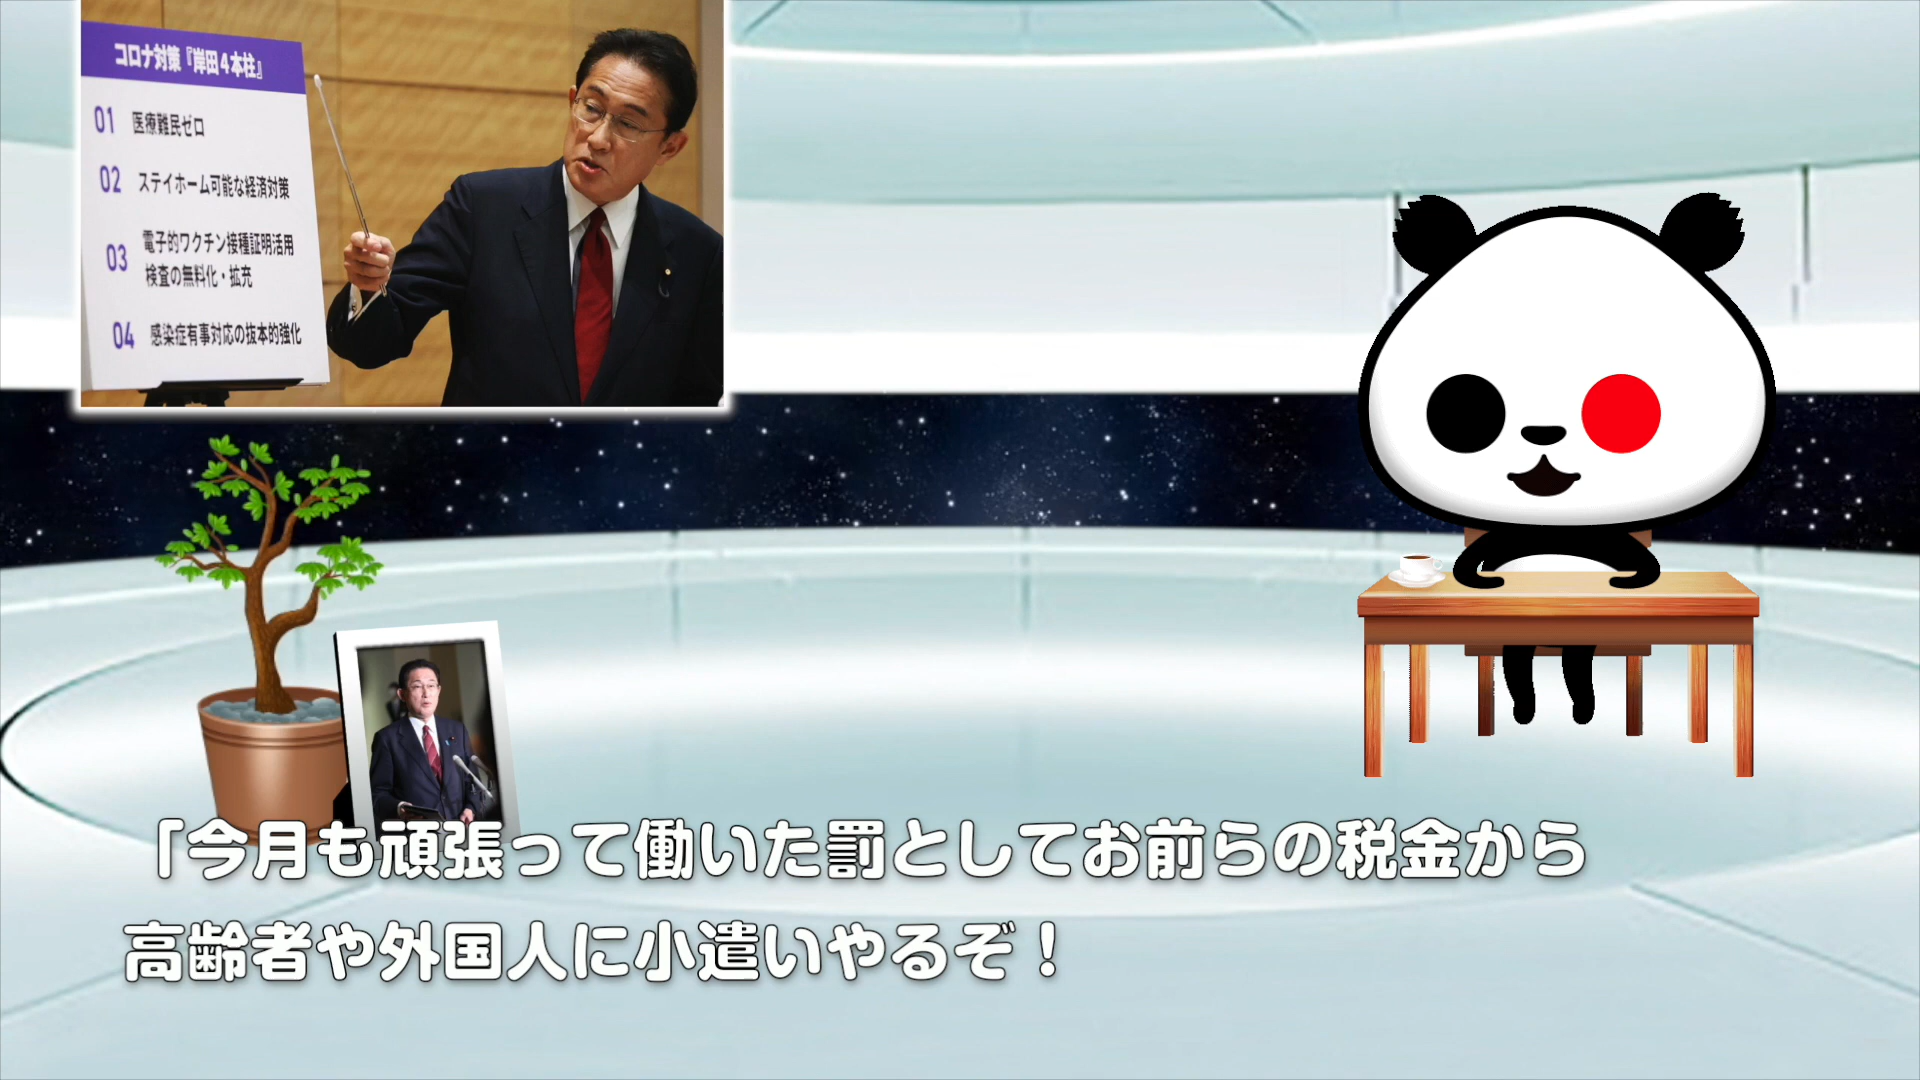 コロナ対策『岸田4本柱』
01 医療難民ゼロ
02 ステイホーム可能な経済対策
03 電子的ワクチン接種証明活用
検査の無料化・拡充
04 感染症有事対応の抜本的強化
「今月も頑張って働いた罰としてお前らの税金から
高齢者や外国人に小遣いやるぞ！